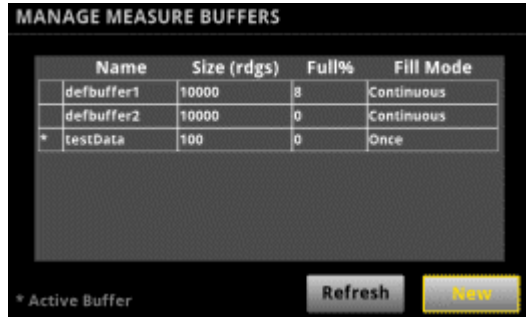 MANAGE MEASURE BUFFERS
Name Size (rdgs) Full% Fill Mode
defbuffer1 10000 8 Continuous
defbuffer2 10000 0 Continuous
* testData 100 0 Once
Refresh New
* Active Buffer